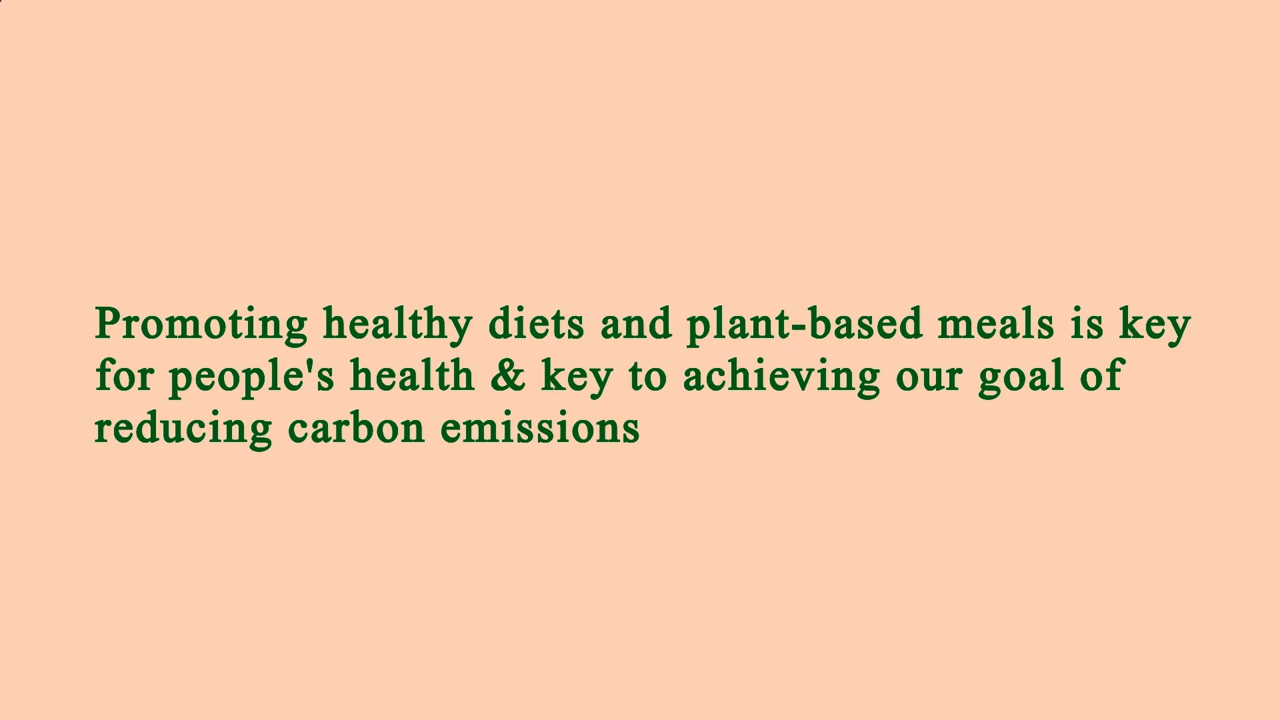 Promoting healthy diets and plant-based meals is key
for people's health & key to achieving our goal of
reducing carbon emissions